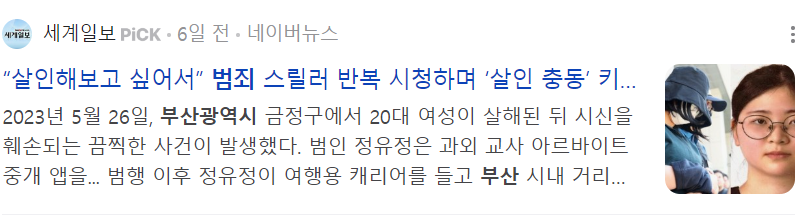 세계일보
세계일보 PiCK · 6일 전 · 네이버뉴스
“살인해보고 싶어서” 범죄 스릴러 반복 시청하며 ‘살인 충동’ 키...
2023년 5월 26일, 부산광역시 금정구에서 20대 여성이 살해된 뒤 시신을
훼손되는 끔찍한 사건이 발생했다. 범인 정유정은 과외 교사 아르바이트
중개 앱을... 범행 이후 정유정이 여행용 캐리어를 들고 부산 시내 거리...